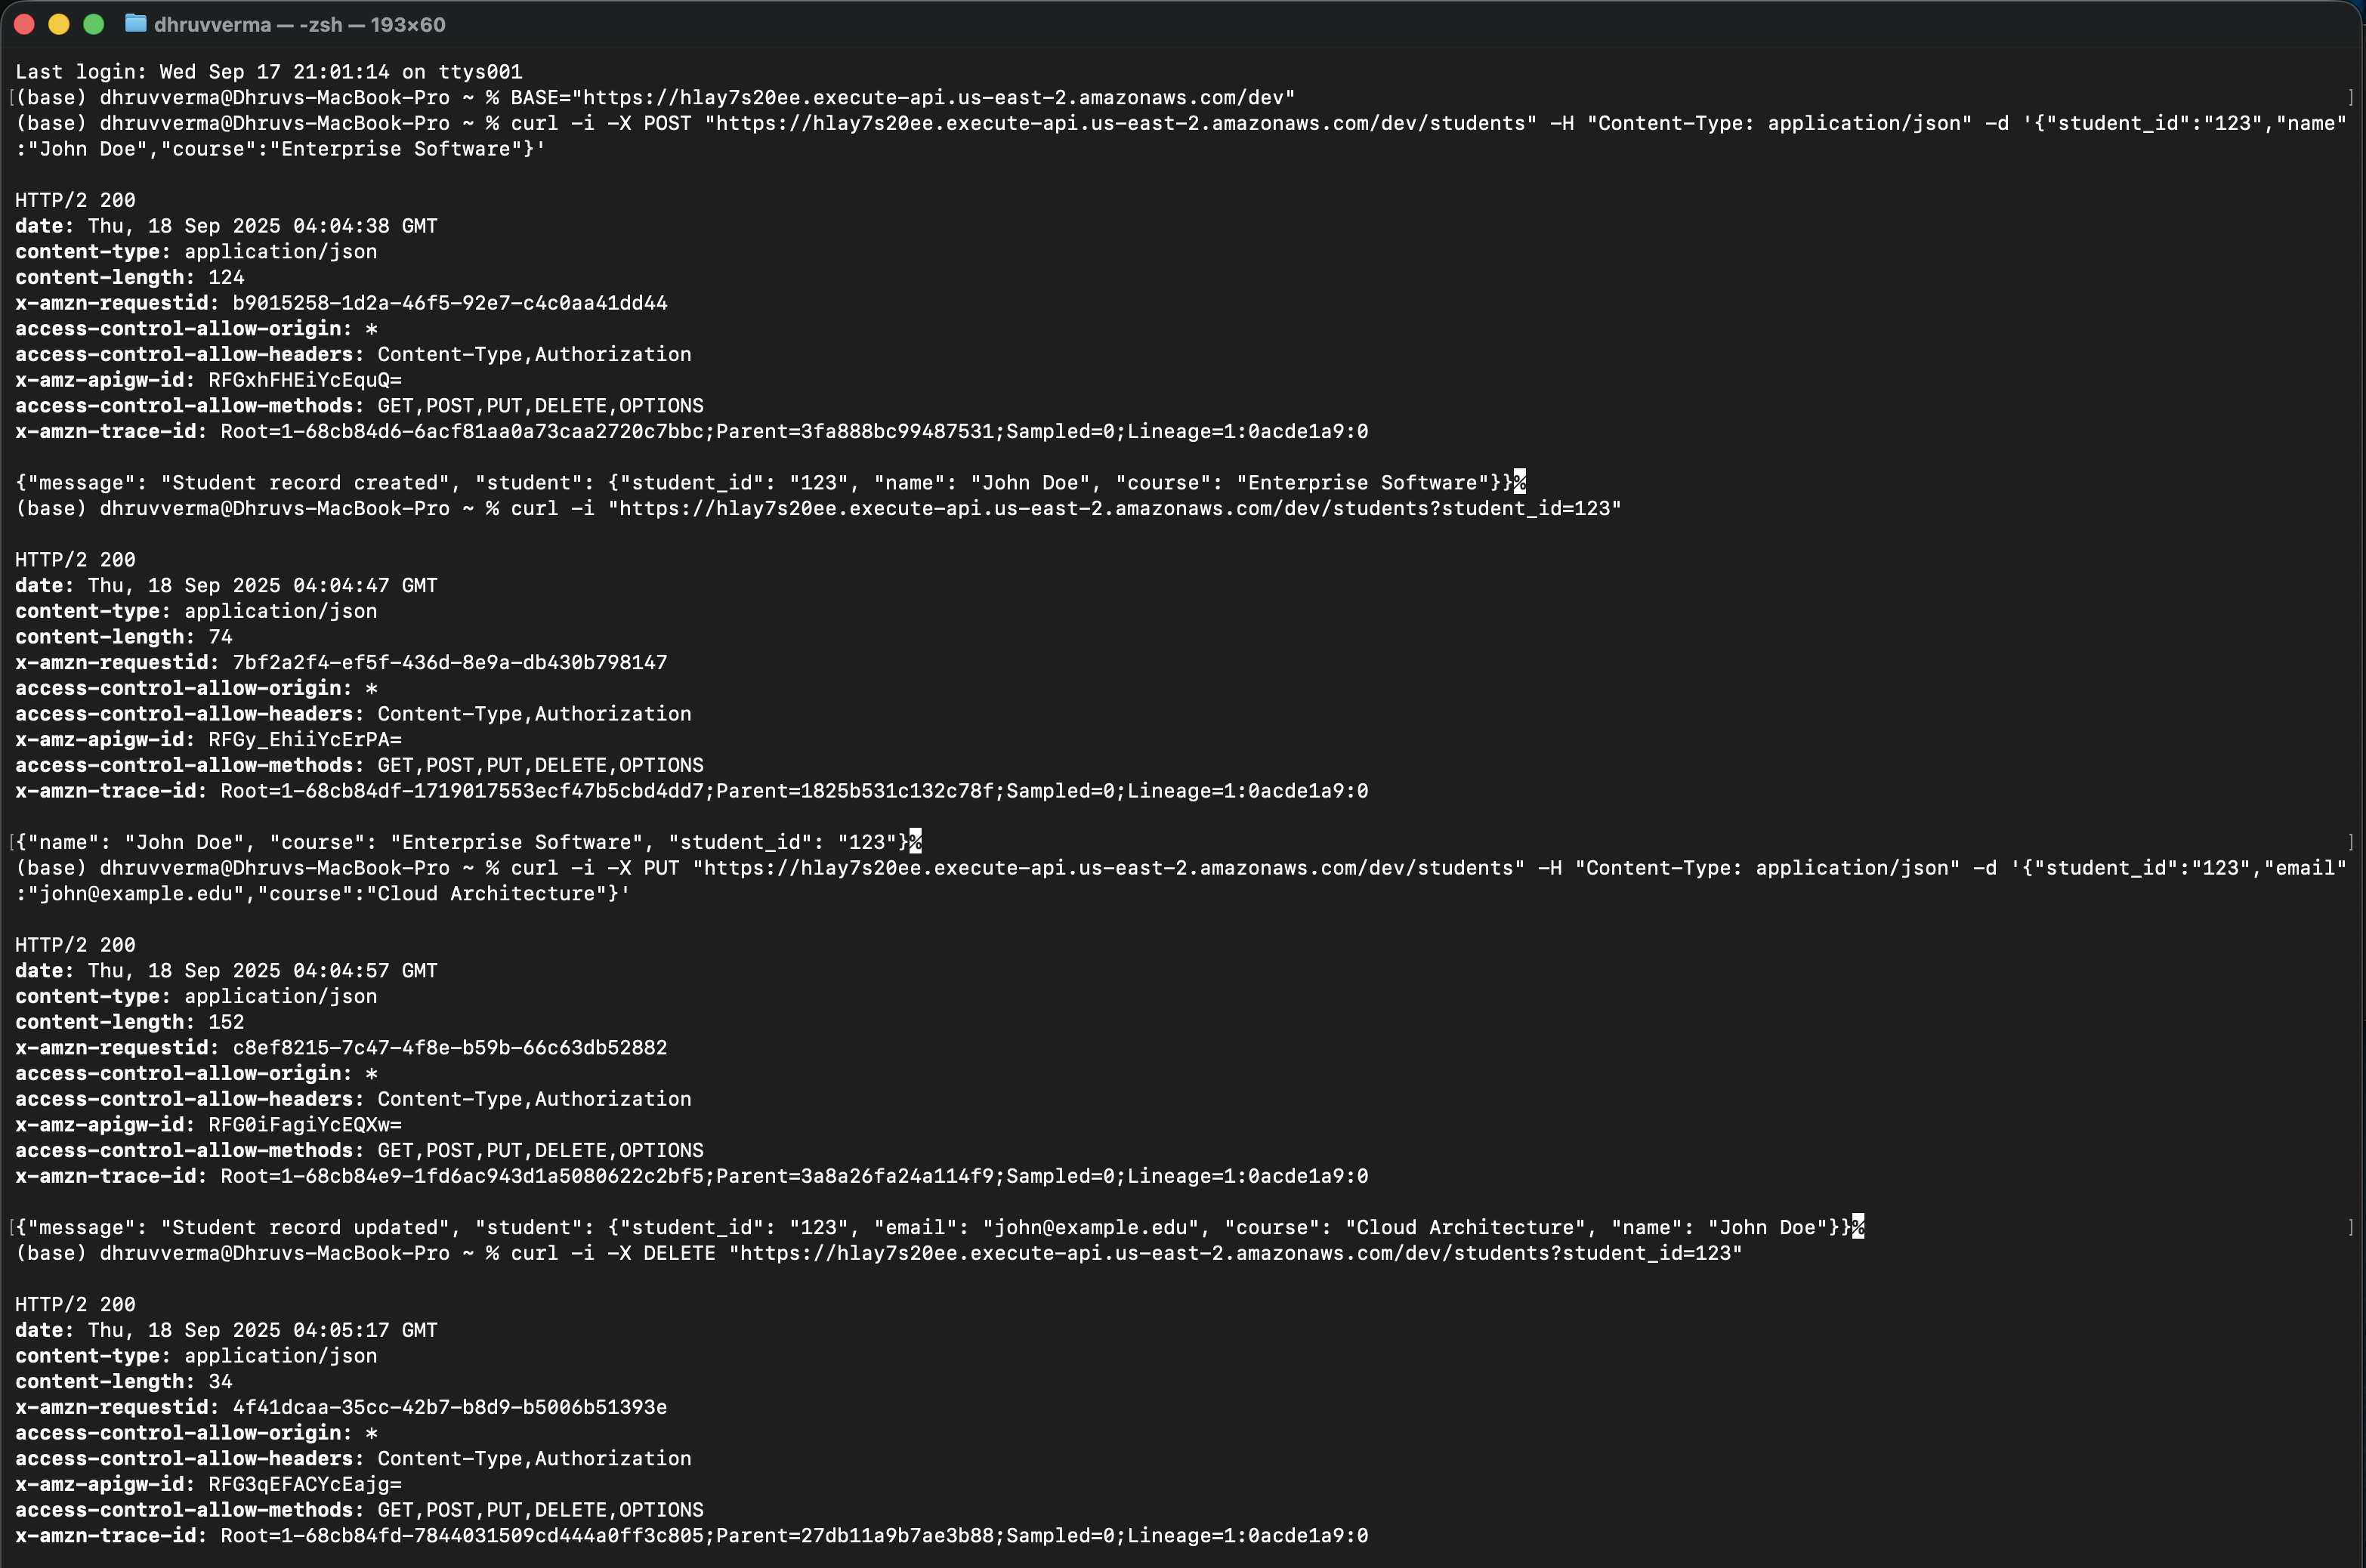 dhruvverma — -zsh — 193×60
Last login: Wed Sep 17 21:01:14 on ttys001
[(base) dhruvverma@Dhruvs-MacBook-Pro ~ % BASE="https://hlay7s20ee.execute-api.us-east-2.amazonaws.com/dev" ]
(base) dhruvverma@Dhruvs-MacBook-Pro ~ % curl -i -X POST "https://hlay7s20ee.execute-api.us-east-2.amazonaws.com/dev/students" -H "Content-Type: application/json" -d '{"student_id":"123","name"
:"John Doe","course":"Enterprise Software"}'
HTTP/2 200
date: Thu, 18 Sep 2025 04:04:38 GMT
content-type: application/json
content-length: 124
x-amzn-requestid: b9015258-1d2a-46f5-92e7-c4c0aa41dd44
access-control-allow-origin: *
access-control-allow-headers: Content-Type,Authorization
x-amz-apigw-id: RFGxhFHEiYcEquQ=
access-control-allow-methods: GET,POST,PUT,DELETE,OPTIONS
x-amzn-trace-id: Root=1-68cb84d6-6acf81aa0a73caa2720c7bbc;Parent=3fa888bc99487531;Sampled=0;Lineage=1:0acde1a9:0
{"message": "Student record created", "student": {"student_id": "123", "name": "John Doe", "course": "Enterprise Software"}}%
(base) dhruvverma@Dhruvs-MacBook-Pro ~ % curl -i "https://hlay7s20ee.execute-api.us-east-2.amazonaws.com/dev/students?student_id=123"
HTTP/2 200
date: Thu, 18 Sep 2025 04:04:47 GMT
content-type: application/json
content-length: 74
x-amzn-requestid: 7bf2a2f4-ef5f-436d-8e9a-db430b798147
access-control-allow-origin: *
access-control-allow-headers: Content-Type,Authorization
x-amz-apigw-id: RFGy_EhiiYcErPA=
access-control-allow-methods: GET,POST,PUT,DELETE,OPTIONS
x-amzn-trace-id: Root=1-68cb84df-1719017553ecf47b5cbd4dd7;Parent=1825b531c132c78f;Sampled=0;Lineage=1:0acde1a9:0
[{"name": "John Doe", "course": "Enterprise Software", "student_id": "123"}% ]
(base) dhruvverma@Dhruvs-MacBook-Pro ~ % curl -i -X PUT "https://hlay7s20ee.execute-api.us-east-2.amazonaws.com/dev/students" -H "Content-Type: application/json" -d '{"student_id":"123","email"
:"john@example.edu","course":"Cloud Architecture"}'
HTTP/2 200
date: Thu, 18 Sep 2025 04:04:57 GMT
content-type: application/json
content-length: 152
x-amzn-requestid: c8ef8215-7c47-4f8e-b59b-66c63db52882
access-control-allow-origin: *
access-control-allow-headers: Content-Type,Authorization
x-amz-apigw-id: RFG0iFagiYcEQXw=
access-control-allow-methods: GET,POST,PUT,DELETE,OPTIONS
x-amzn-trace-id: Root=1-68cb84e9-1fd6ac943d1a5080622c2bf5;Parent=3a8a26fa24a114f9;Sampled=0;Lineage=1:0acde1a9:0
[{"message": "Student record updated", "student": {"student_id": "123", "email": "john@example.edu", "course": "Cloud Architecture", "name": "John Doe"}}% ]
(base) dhruvverma@Dhruvs-MacBook-Pro ~ % curl -i -X DELETE "https://hlay7s20ee.execute-api.us-east-2.amazonaws.com/dev/students?student_id=123"
HTTP/2 200
date: Thu, 18 Sep 2025 04:05:17 GMT
content-type: application/json
content-length: 34
x-amzn-requestid: 4f41dcaa-35cc-42b7-b8d9-b5006b51393e
access-control-allow-origin: *
access-control-allow-headers: Content-Type,Authorization
x-amz-apigw-id: RFG3qEFACYcEajg=
access-control-allow-methods: GET,POST,PUT,DELETE,OPTIONS
x-amzn-trace-id: Root=1-68cb84fd-7844031509cd444a0ff3c805;Parent=27db11a9b7ae3b88;Sampled=0;Lineage=1:0acde1a9:0